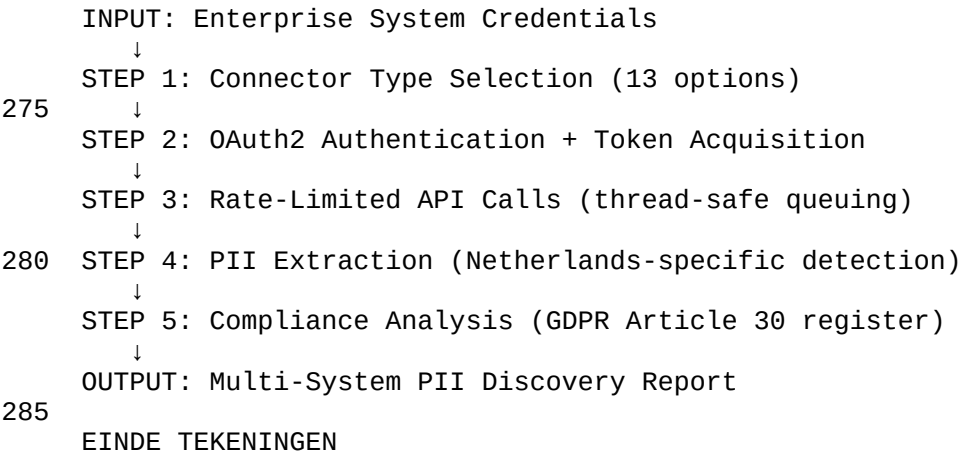 INPUT: Enterprise System Credentials
↓
STEP 1: Connector Type Selection (13 options)
275 ↓
STEP 2: OAuth2 Authentication + Token Acquisition
↓
STEP 3: Rate-Limited API Calls (thread-safe queuing)
↓
280 STEP 4: PII Extraction (Netherlands-specific detection)
↓
STEP 5: Compliance Analysis (GDPR Article 30 register)
↓
OUTPUT: Multi-System PII Discovery Report
285
EINDE TEKENINGEN